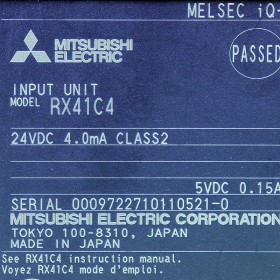 MELSEC iQ-
MITSUBISHI
ELECTRIC
PASSED
INPUT UNIT
MODEL RX41C4
24VDC 4.0mA CLASS2
5VDC 0.15A
SERIAL 0009722710110521-0
MITSUBISHI ELECTRIC CORPORATION
TOKYO 100-8310, JAPAN
MADE IN JAPAN
See RX41C4 instruction manual.
Voyez RX41C4 mode d'emploi.